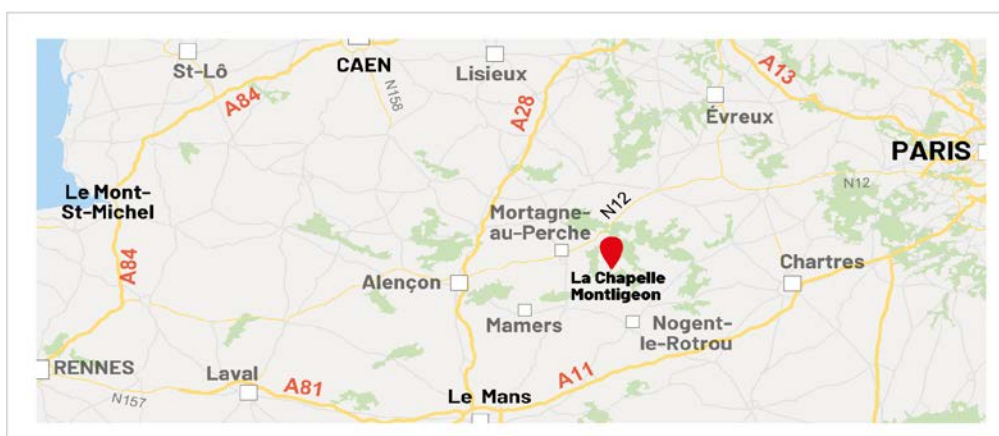 St-Lô
CAEN
Lisieux
A13
A84
N158
A28
Évreux
PARIS
Le Mont-
St-Michel
N12
N12
Mortagne-
au-Perche
A84
Alençon
La Chapelle
Montligeon
Chartres
Mamers
Nogent-
le-Rotrou
RENNES
Laval
A81
A11
N157
Le Mans